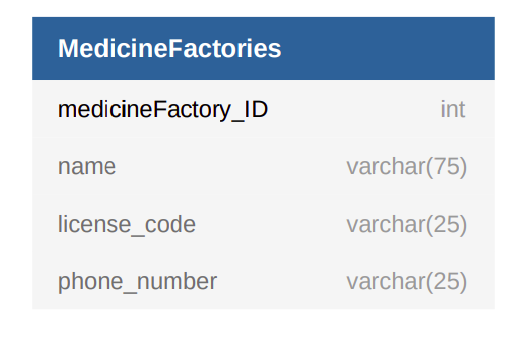 MedicineFactories
medicineFactory_ID int
name varchar(75)
license_code varchar(25)
phone_number varchar(25)